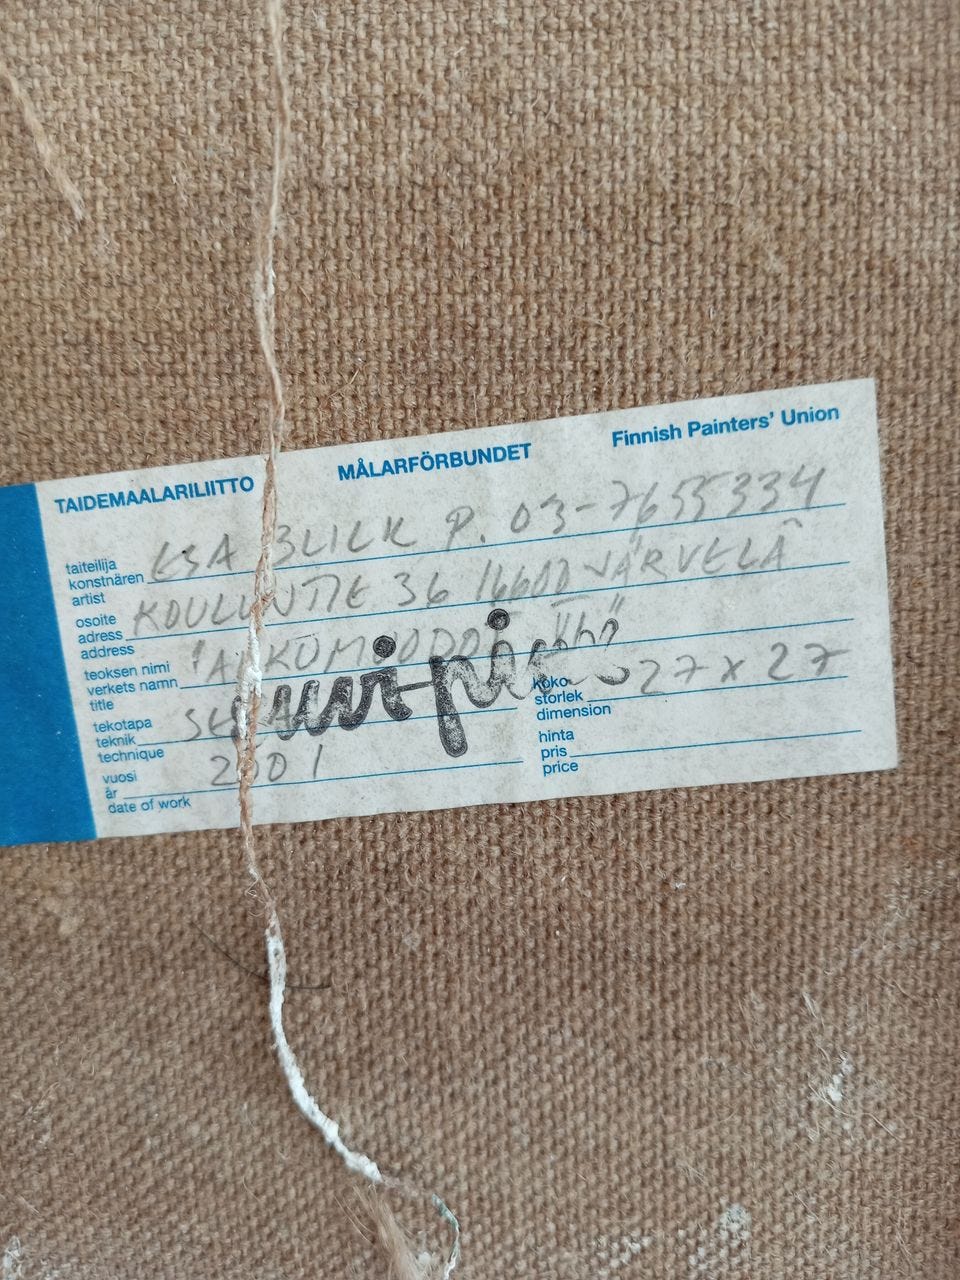 TAIDEMAALARILIITTO MÅLARFÖRBUNDET Finnish Painters' Union
taiteilija
konstnären
artist
ESA BLICK P. 03-7655334
osoite
adress
address
KOULUNTIE 36 16600 JÄRVELÄ
teoksen nimi
verkets namn
title
tekotapa
teknik
technique
koko
storlek
dimension
27 x 27
vuosi
år
date of work
2001
hinta
pris
price